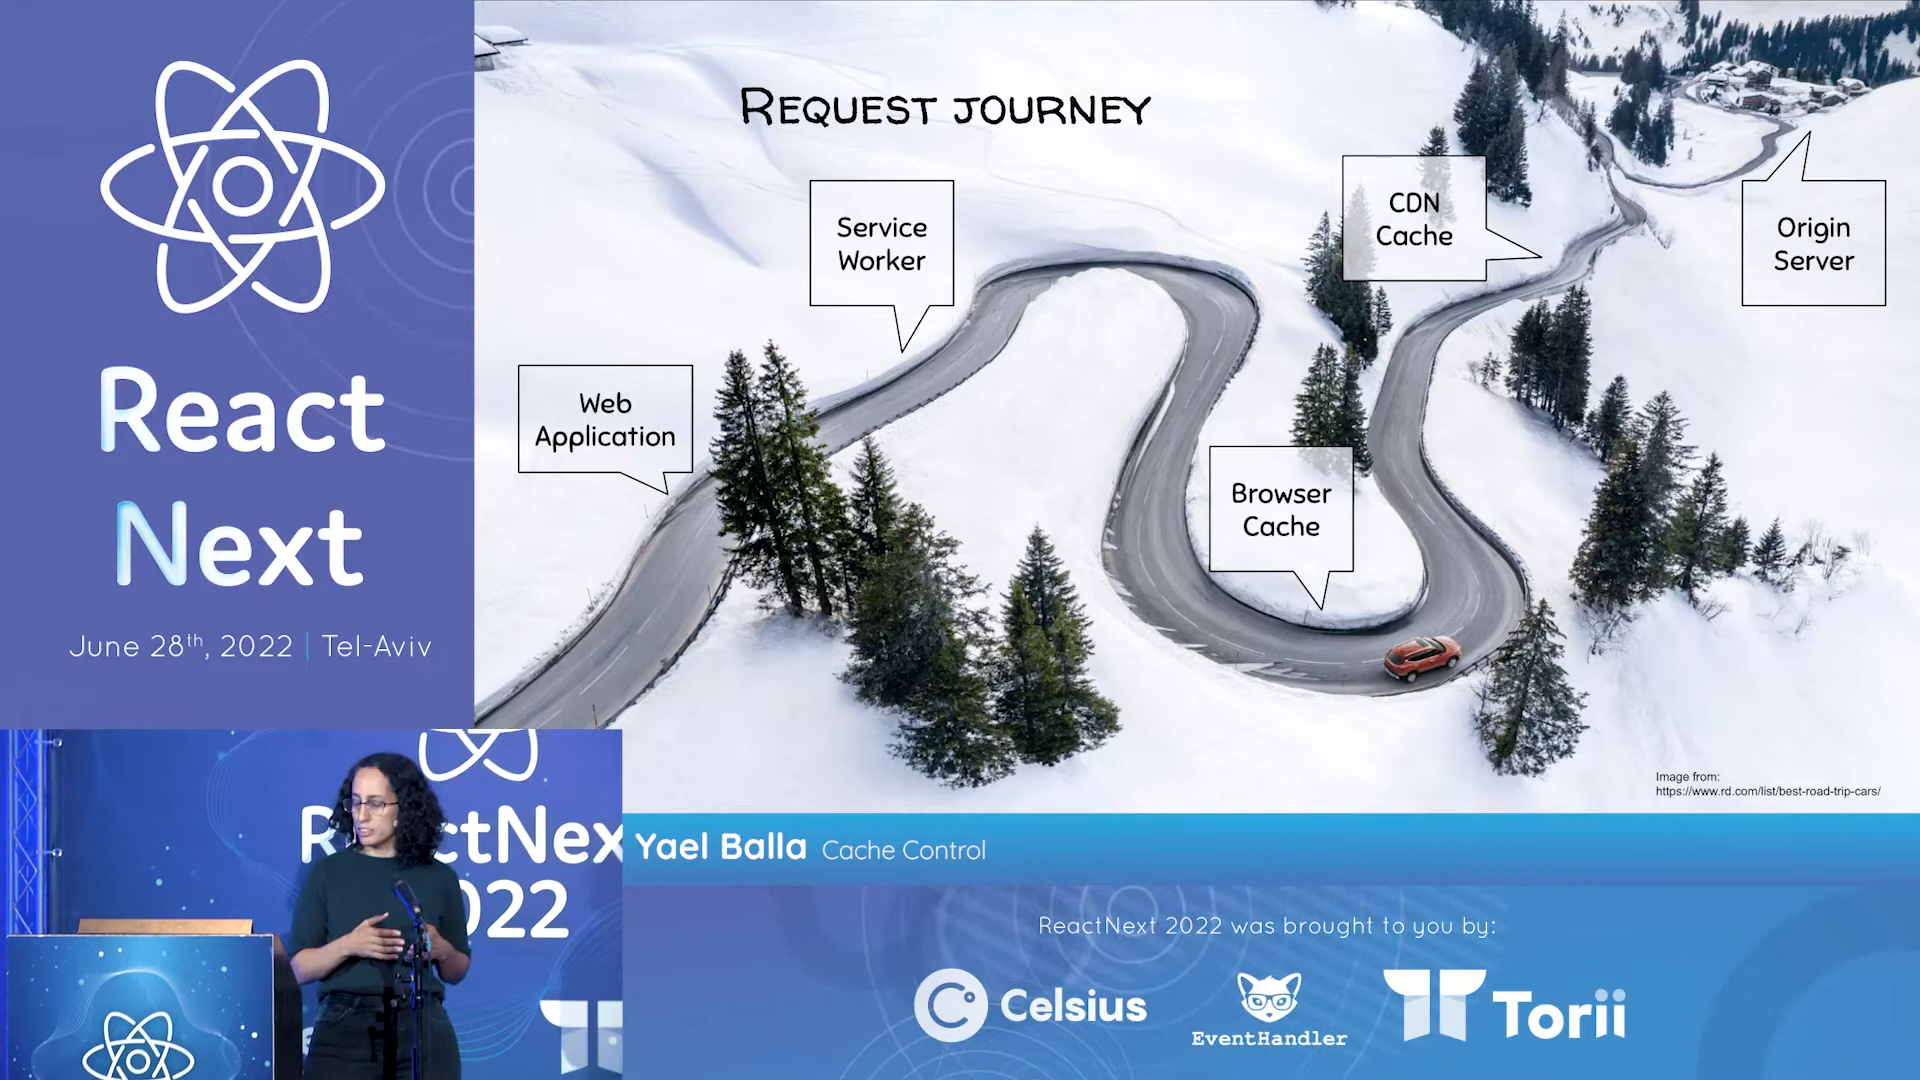 React
Next
June 28th, 2022 | Tel-Aviv
Request journey
Web
Application
Service
Worker
Browser
Cache
CDN
Cache
Origin
Server
Image from:
https://www.rd.com/list/best-road-trip-cars/
Yael Balla Cache Control
ReactNext 2022 was brought to you by:
Celsius
EventHandler
Torii